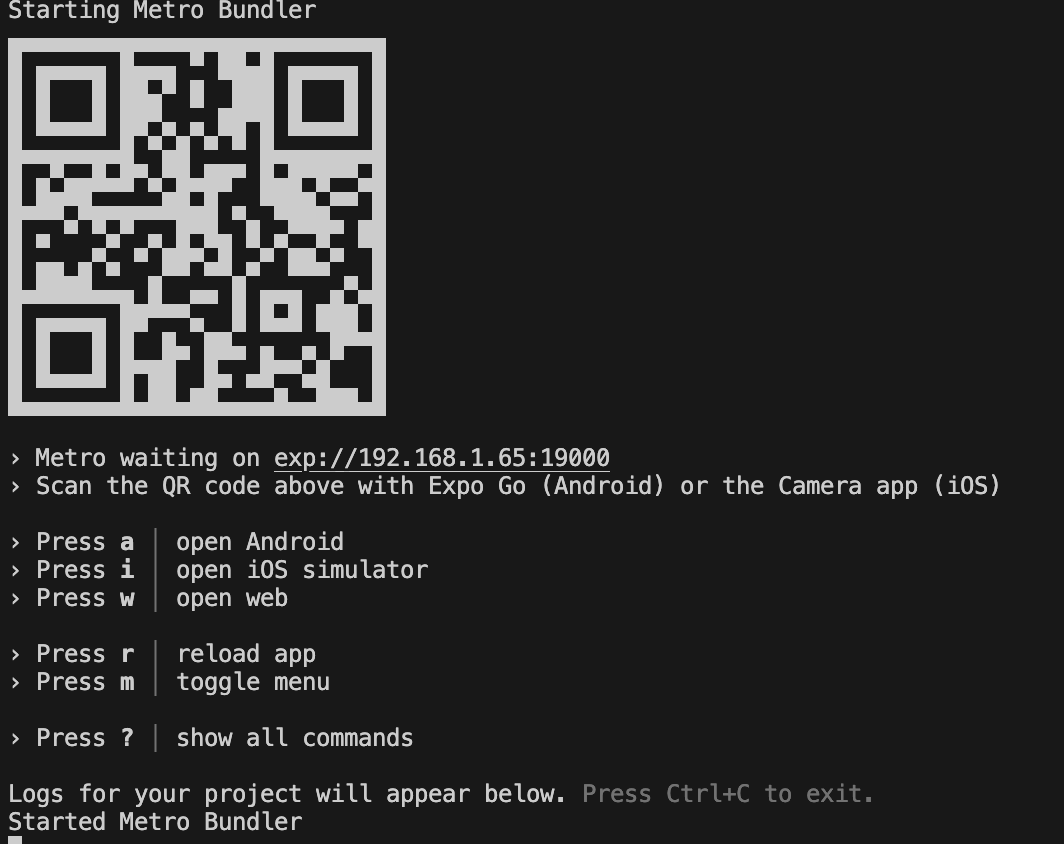 Starting Metro Bundler
› Metro waiting on exp://192.168.1.65:19000
› Scan the QR code above with Expo Go (Android) or the Camera app (iOS)
› Press a │ open Android
› Press i │ open iOS simulator
› Press w │ open web
› Press r │ reload app
› Press m │ toggle menu
› Press ? │ show all commands
Logs for your project will appear below. Press Ctrl+C to exit.
Started Metro Bundler